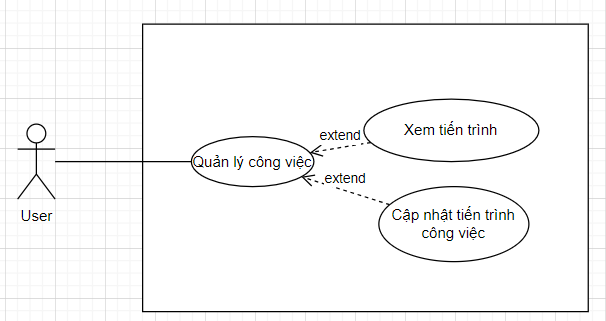 extend
Xem tiến trình
Quản lý công việc
extend
Cập nhật tiến trình
công việc
User